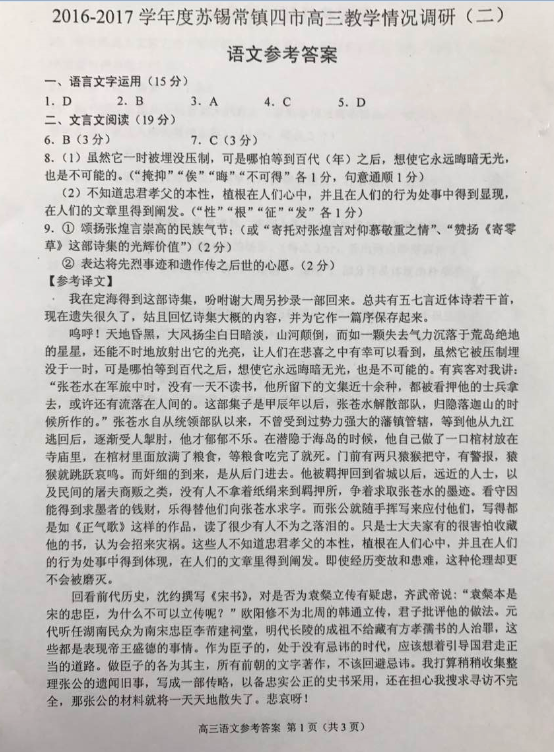 2016-2017 学年度苏锡常镇四市高三教学情况调研（二）
语文参考答案
一、语言文字运用（15 分）
1. D 2. B 3. A 4. C 5. D
二、文言文阅读（19 分）
6. B（3 分） 7. C（3 分）
8.（1）虽然它一时被埋没压制，可是哪怕等到百代（年）之后，想使它永远晦暗无光，
也是不可能的。（“掩抑”“俟”“晦”“不可得”各 1 分，句意通顺 1 分）
（2）不知道忠君孝父的本性，植根在人们心中，并且在人们的行为处事中得到显现，
在人们的文章里得到阐发。（“性”“根”“征”“发”各 1 分）
9. ① 颂扬张煌言崇高的民族气节；（或“寄托对张煌言对仰慕敬重之情”、“赞扬《奇零
草》这部诗集的光辉价值”）（2 分）
② 表达将先烈事迹和遗作传之后世的心愿。（2 分）
【参考译文】
我在定海得到这部诗集，吩咐谢大周另抄录一部回来。总共有五七言近体诗若干首，
现在遗失很久了，姑且回忆诗集大概的内容，并为它作一篇序保存起来。
呜呼！天地昏黑，大风扬尘白日暗淡，山河颠倒，而如一颗失去气力沉落于荒岛绝地
的星星，还能不时地放射出它的光亮，让人们在悲喜之中有幸可以看到，虽然它被压制埋
没于一时，可是哪怕等到百代之后，想使它永远晦暗无光，也是不可能的。有宾客对我讲：
“张苍水在军旅中时，没有一天不读书，他所留下的文集近十余种，都被看押他的士兵拿
去，或许还有流落在人间的。这部集子是甲辰年以后，张苍水解散部队，归隐落迦山的时
候所作的。”张苍水自从统领部队以来，不曾受到过势力强大的藩镇管辖，等到他从九江
逃回后，逐渐受人掣肘，他才郁郁不乐。在潜隐于海岛的时候，他自己做了一口棺材放在
寺庙里，在棺材里面放满了粮食，等粮食吃完了就死。门前有两只猿猴把守，有警报，猿
猴就跳跃哀鸣。而奸细的到来，是从后门进去。他被羁押回到省城以后，远近的人士，以
及民间的屠夫商贩之类，没有人不拿着纸绢来到羁押所，争着求取张苍水的墨迹。看守因
能得到求墨者的钱财，乐得替他们向张苍水求字。而张公就随手挥写来应付他们，写得都
是如《正气歌》这样的作品，读了很少有人不为之落泪的。只是士大夫家有的很害怕收藏
他的书，认为会招来灾祸。这些人不知道忠君孝父的本性，植根在人们心中，并且在人们
的行为处事中得到体现，在人们的文章里得到阐发。即使经历变故和患难，这种伦理却更
不会被磨灭。
回看前代历史，沈约撰写《宋书》，对是否为袁粲立传有疑虑，齐武帝说：“袁粲本是
宋的忠臣，为什么不可以立传呢？”欧阳修不为北周的韩通立传，君子批评他的做法。元
代听任湖南民众为南宋忠臣李芾建祠堂，明代长陵的成祖不给藏有方孝孺书的人治罪，这
些都是表现帝王盛德的事情。作为臣子的，处于没有忌讳的时代，应该想着引导国君走正
当的道路。做臣子的各为其主，所有前朝的文字著作，不该回避忌讳。我打算稍稍收集整
理张公的遗闻旧事，写成一部传略，以备忠实公正的史书采用，还在担心我搜求寻访不完
全，那张公的材料就将一天天地散失了。悲哀呀！
高三语文参考答案 第 1 页（共 3 页）